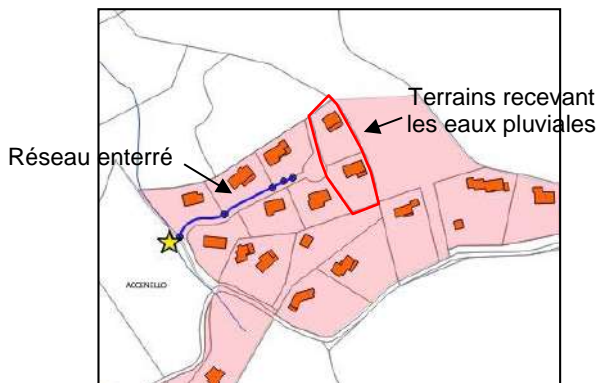 Terrains recevant
les eaux pluviales
Réseau enterré
ACCENELLO